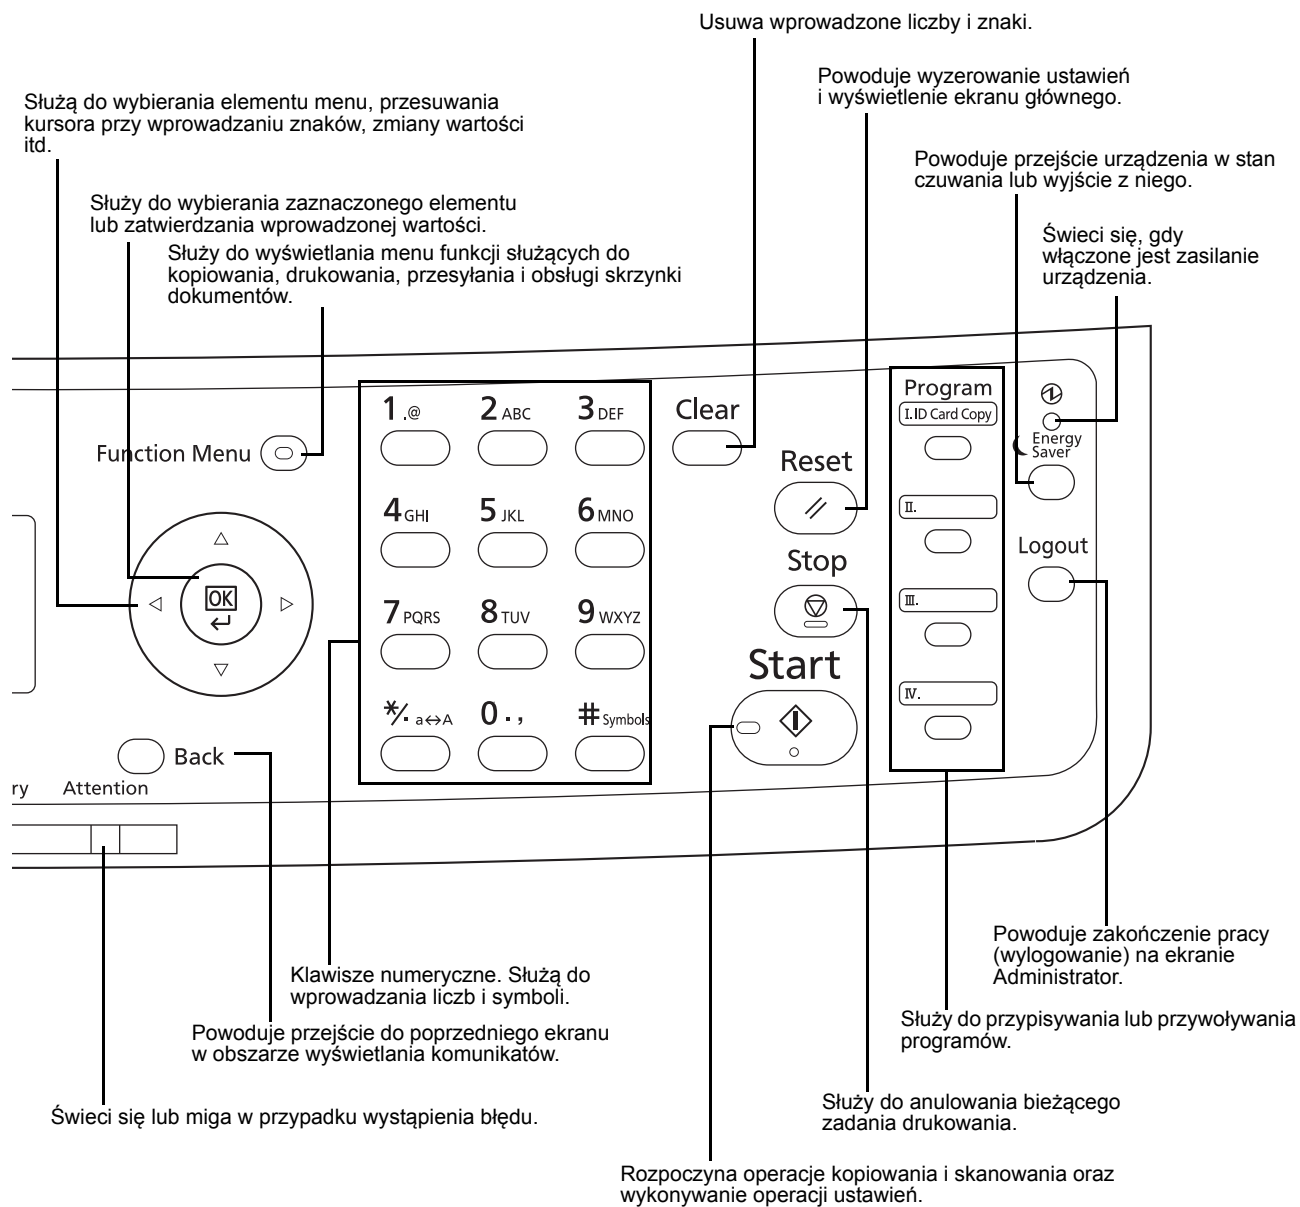 Usuwa wprowadzone liczby i znaki.
Powoduje wyzerowanie ustawień
i wyświetlenie ekranu głównego.
Służą do wybierania elementu menu, przesuwania
kursora przy wprowadzaniu znaków, zmiany wartości
itd.
Powoduje przejście urządzenia w stan
czuwania lub wyjście z niego.
Służy do wybierania zaznaczonego elementu
lub zatwierdzania wprowadzonej wartości.
Świeci się, gdy
włączone jest zasilanie
urządzenia.
Służy do wyświetlania menu funkcji służących do
kopiowania, drukowania, przesyłania i obsługi skrzynki
dokumentów.
Program
1 .@
2 ABC
3 DEF
Clear
I. ID Card Copy
Function Menu
Energy
Saver
Reset
4 GHI
5 JKL
6 MNO
II.
Logout
Stop
OK
7 PQRS
8 TUV
9 WXYZ
III.
Start
IV.
*/. a↔A
0 . ,
# Symbols
Back
ry
Attention
Powoduje zakończenie pracy
(wylogowanie) na ekranie
Administrator.
Klawisze numeryczne. Służą do
wprowadzania liczb i symboli.
Służy do przypisywania lub przywoływania
programów.
Powoduje przejście do poprzedniego ekranu
w obszarze wyświetlania komunikatów.
Służy do anulowania bieżącego
zadania drukowania.
Świeci się lub miga w przypadku wystąpienia błędu.
Rozpoczyna operacje kopiowania i skanowania oraz
wykonywanie operacji ustawień.